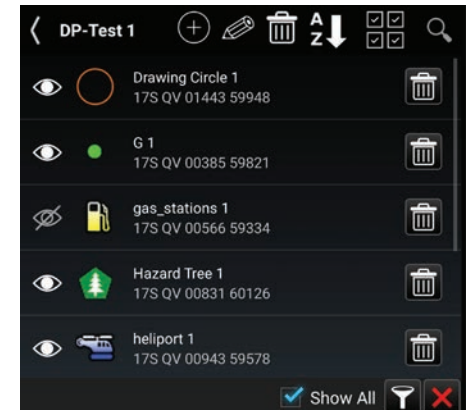 DP-Test 1
A
Z
Drawing Circle 1
17S QV 01443 59948
G 1
17S QV 00385 59821
gas_stations 1
17S QV 00566 59334
Hazard Tree 1
17S QV 00831 60126
heliport 1
17S QV 00943 59578
Show All